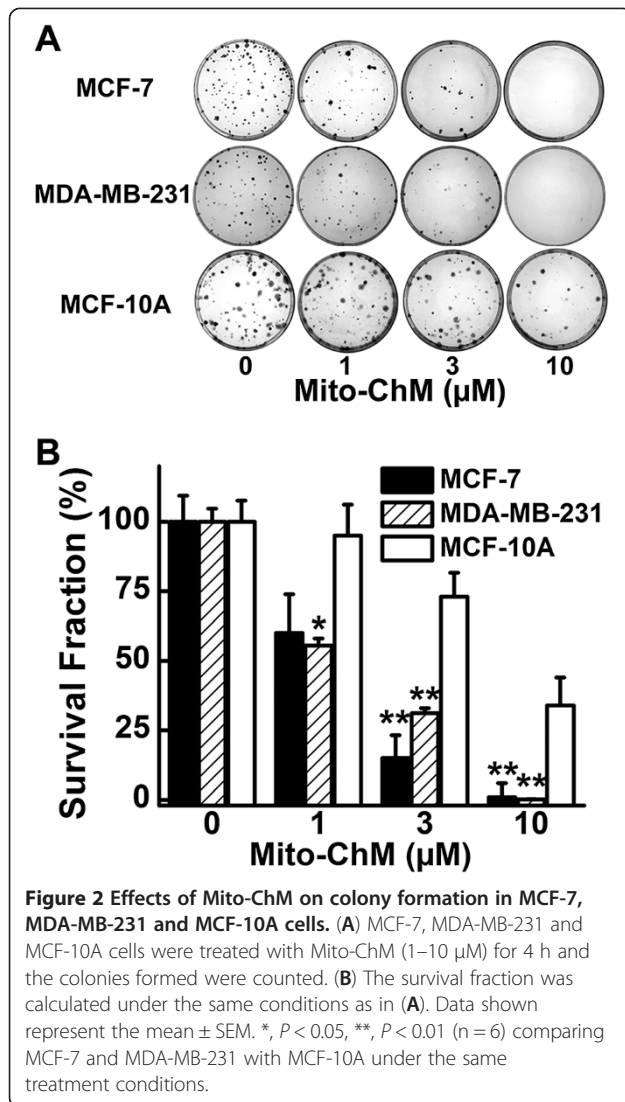 A
MCF-7
MDA-MB-231
MCF-10A
0 1 3 10
Mito-ChM (µM)
B
MCF-7
MDA-MB-231
MCF-10A
Survival Fraction (%)
100
75
50
25
0
*
**
**
** **
0 1 3 10
Mito-ChM (µM)
Figure 2 Effects of Mito-ChM on colony formation in MCF-7,
MDA-MB-231 and MCF-10A cells. (A) MCF-7, MDA-MB-231 and
MCF-10A cells were treated with Mito-ChM (1–10 µM) for 4 h and
the colonies formed were counted. (B) The survival fraction was
calculated under the same conditions as in (A). Data shown
represent the mean ± SEM. *, P < 0.05, **, P < 0.01 (n = 6) comparing
MCF-7 and MDA-MB-231 with MCF-10A under the same
treatment conditions.